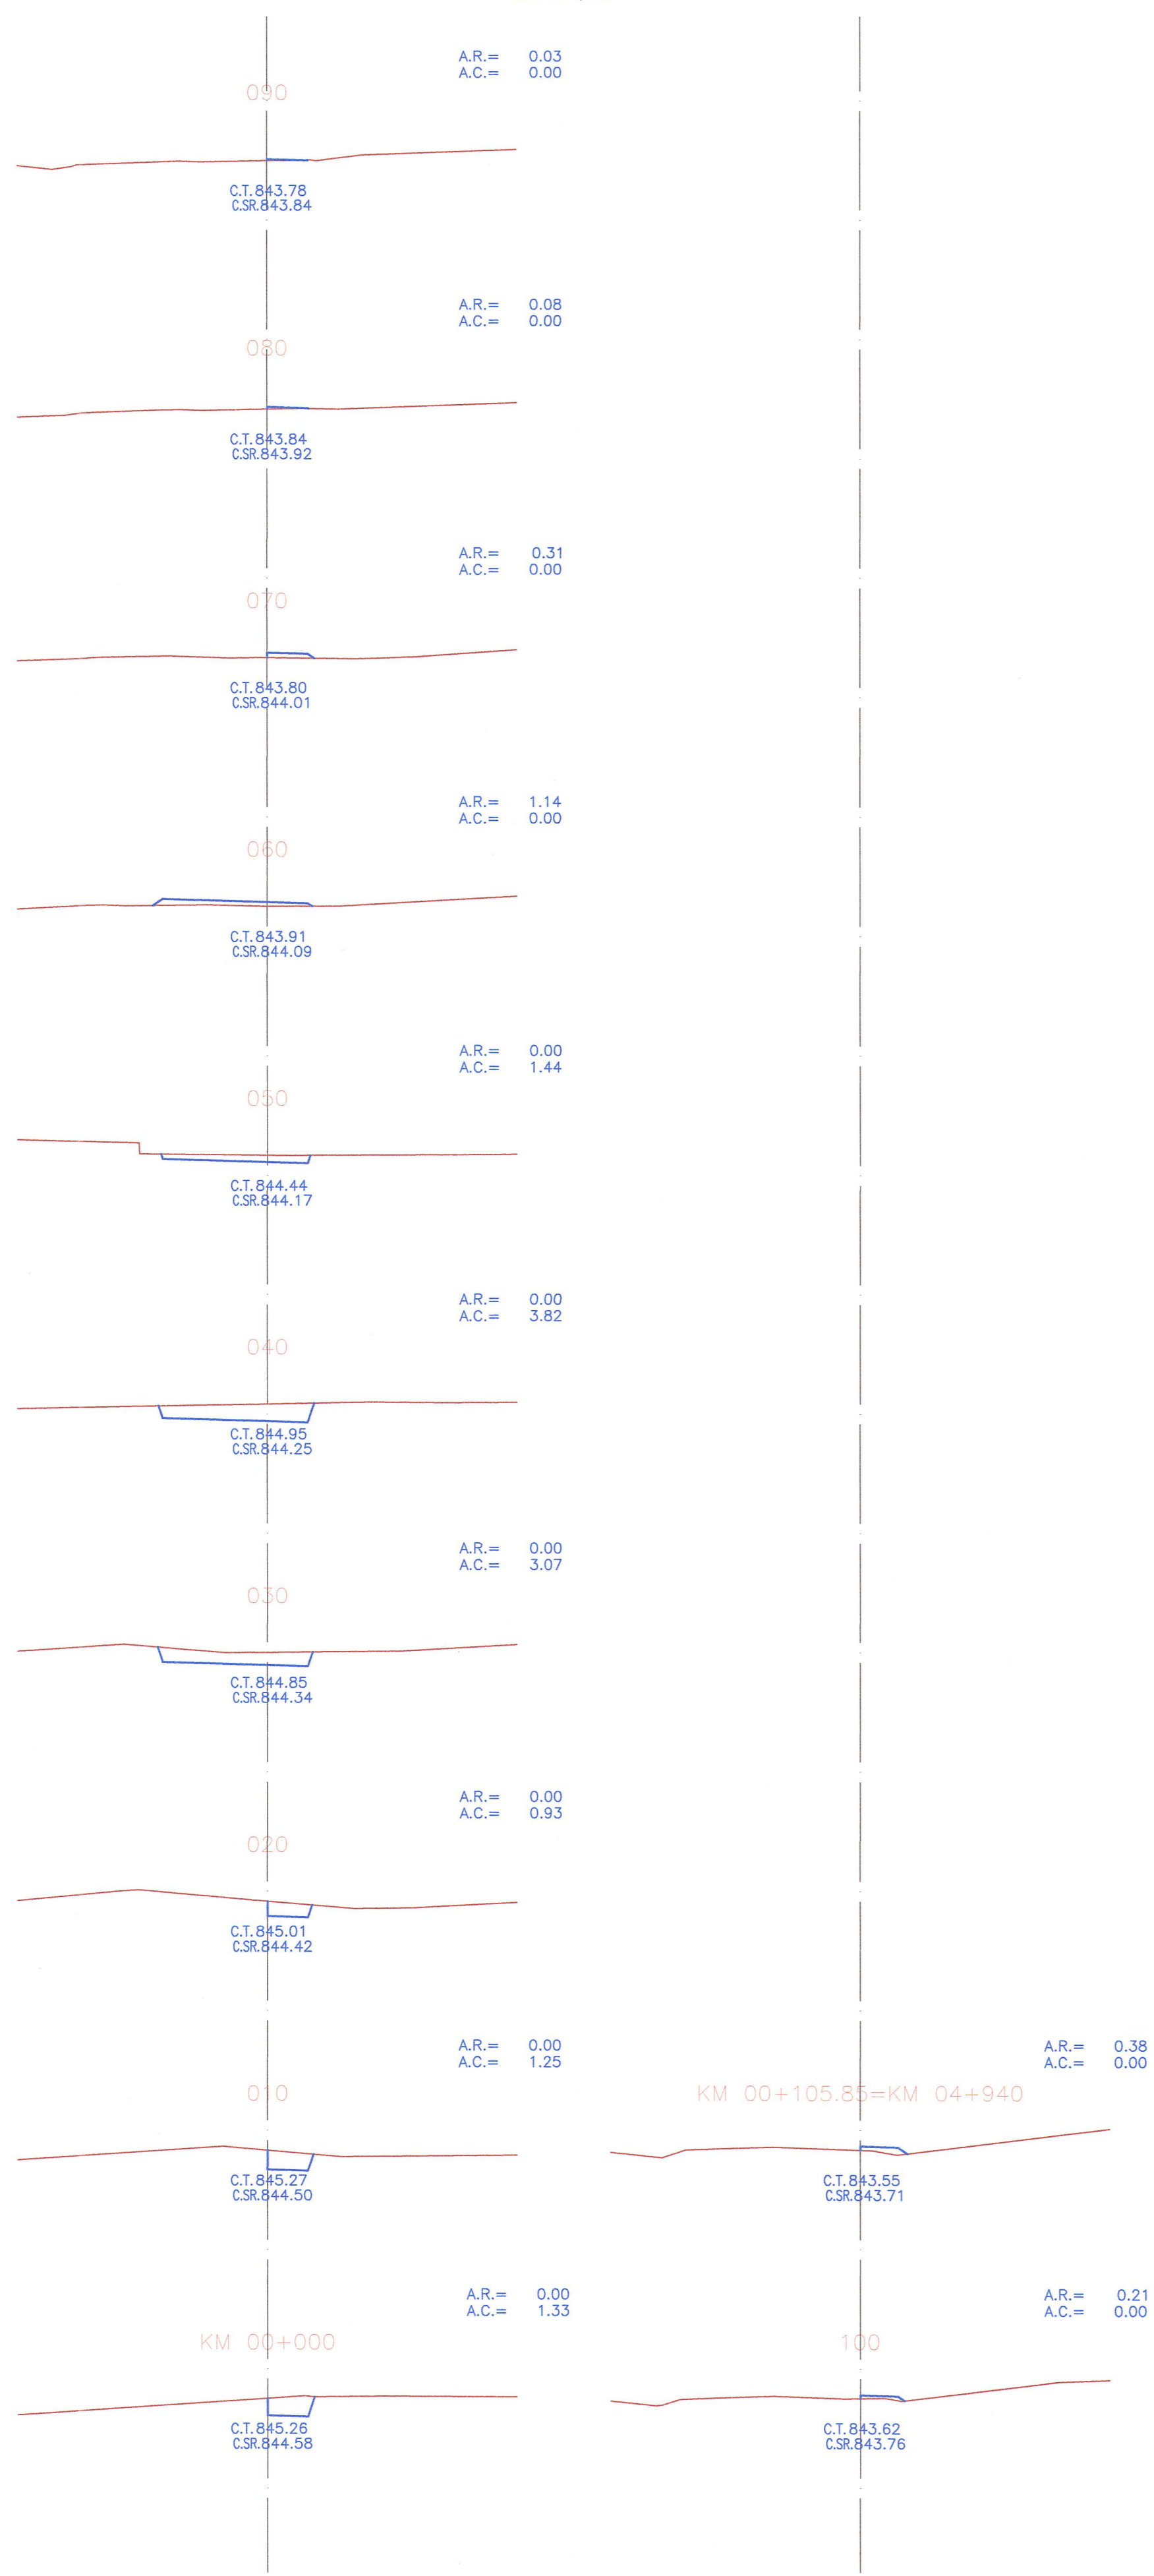 A.R.= 0.03
A.C.= 0.00
090
C.T.843.78
C.SR.843.84
A.R.= 0.08
A.C.= 0.00
080
C.T.843.84
C.SR.843.92
A.R.= 0.31
A.C.= 0.00
070
C.T.843.80
C.SR.844.01
A.R.= 1.14
A.C.= 0.00
060
C.T.843.91
C.SR.844.09
A.R.= 0.00
A.C.= 1.44
050
C.T.844.44
C.SR.844.17
A.R.= 0.00
A.C.= 3.82
040
C.T.844.95
C.SR.844.25
A.R.= 0.00
A.C.= 3.07
030
C.T.844.85
C.SR.844.34
A.R.= 0.00
A.C.= 0.93
020
C.T.845.01
C.SR.844.42
A.R.= 0.00
A.C.= 1.25
010
C.T.845.27
C.SR.844.50
A.R.= 0.00
A.C.= 1.33
KM 00+000
C.T.845.26
C.SR.844.58
A.R.= 0.38
A.C.= 0.00
KM 00+105.85=KM 04+940
C.T.843.55
C.SR.843.71
A.R.= 0.21
A.C.= 0.00
100
C.T.843.62
C.SR.843.76